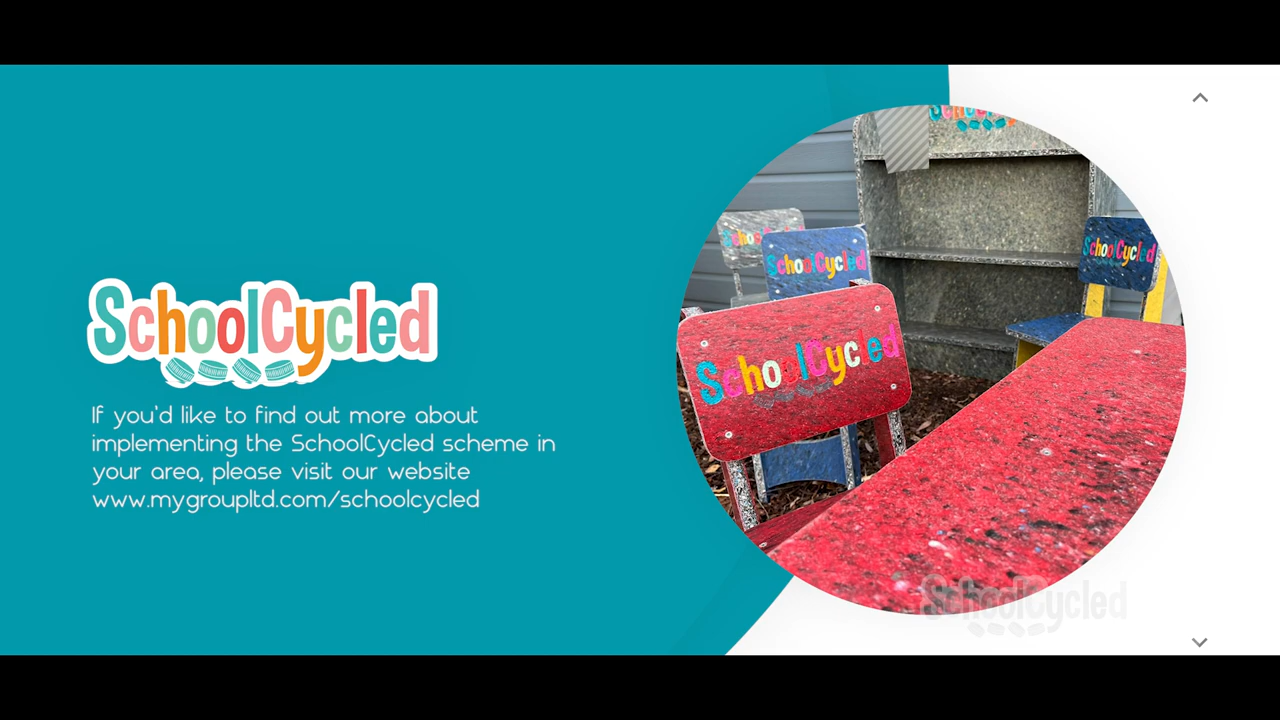 SchoolCycled
If you'd like to find out more about
implementing the SchoolCycled scheme in
your area, please visit our website
www.mygroupltd.com/schoolcycled
SchoolCycled
SchoolCycled
SchoolCycled
SchoolCycled